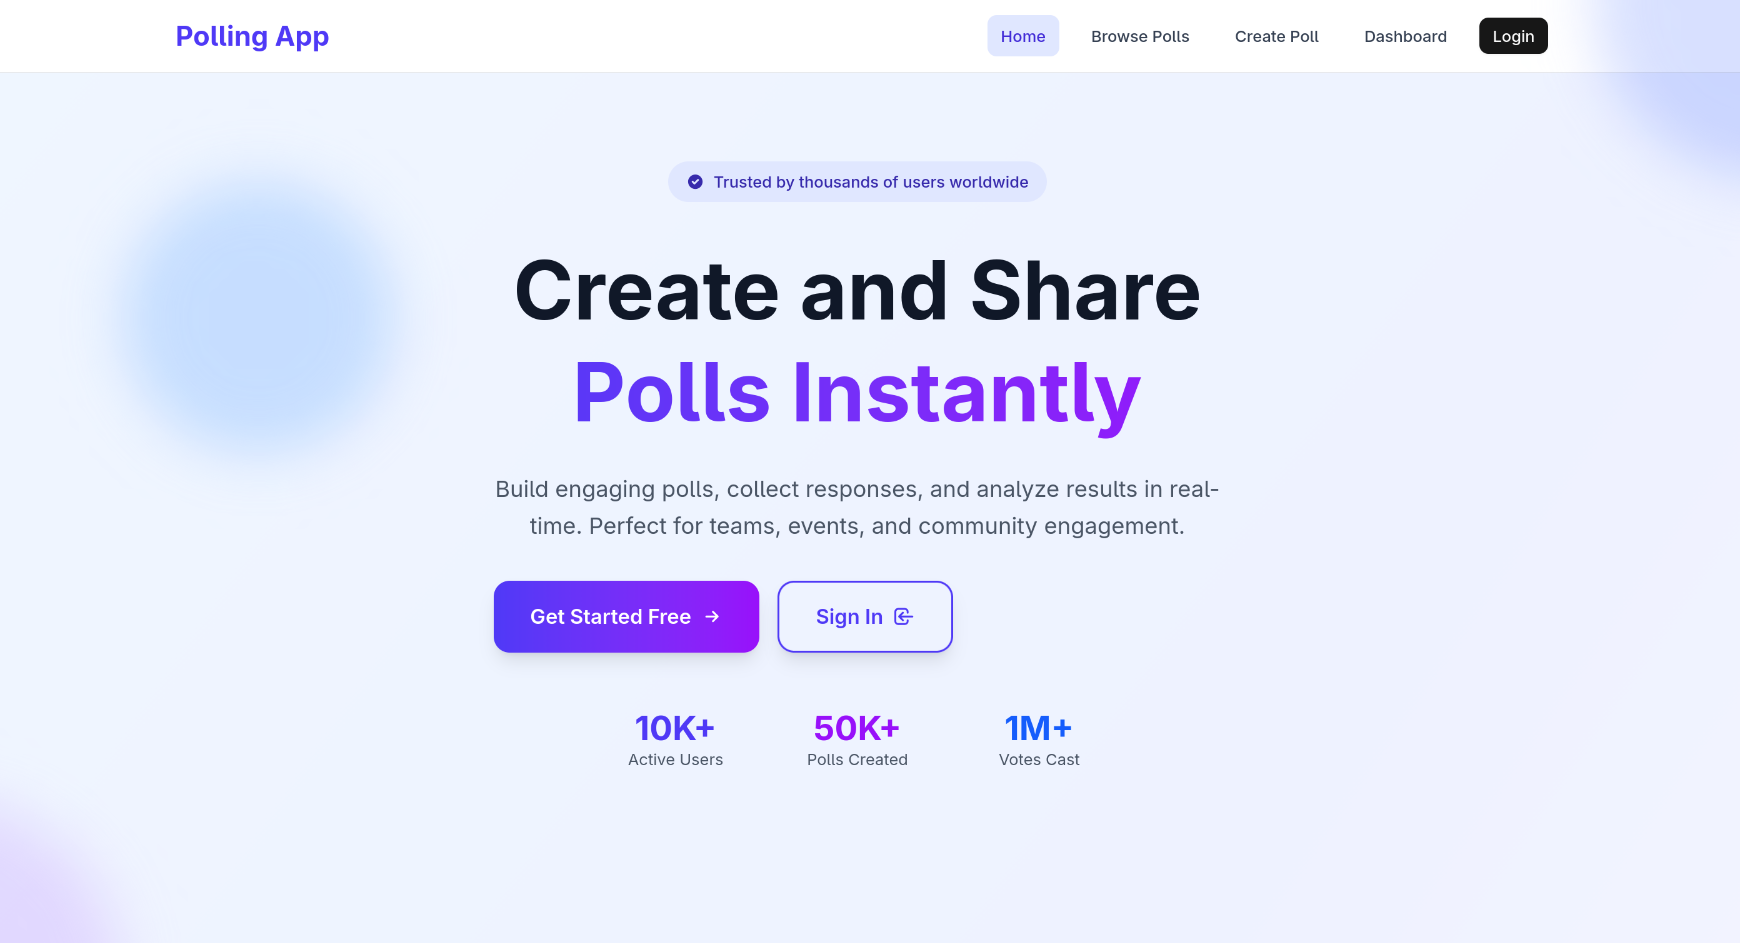 Polling App
Home
Browse Polls
Create Poll
Dashboard
Login
Trusted by thousands of users worldwide
Create and Share
Polls Instantly
Build engaging polls, collect responses, and analyze results in real-
time. Perfect for teams, events, and community engagement.
Get Started Free
Sign In
10K+
Active Users
50K+
Polls Created
1M+
Votes Cast